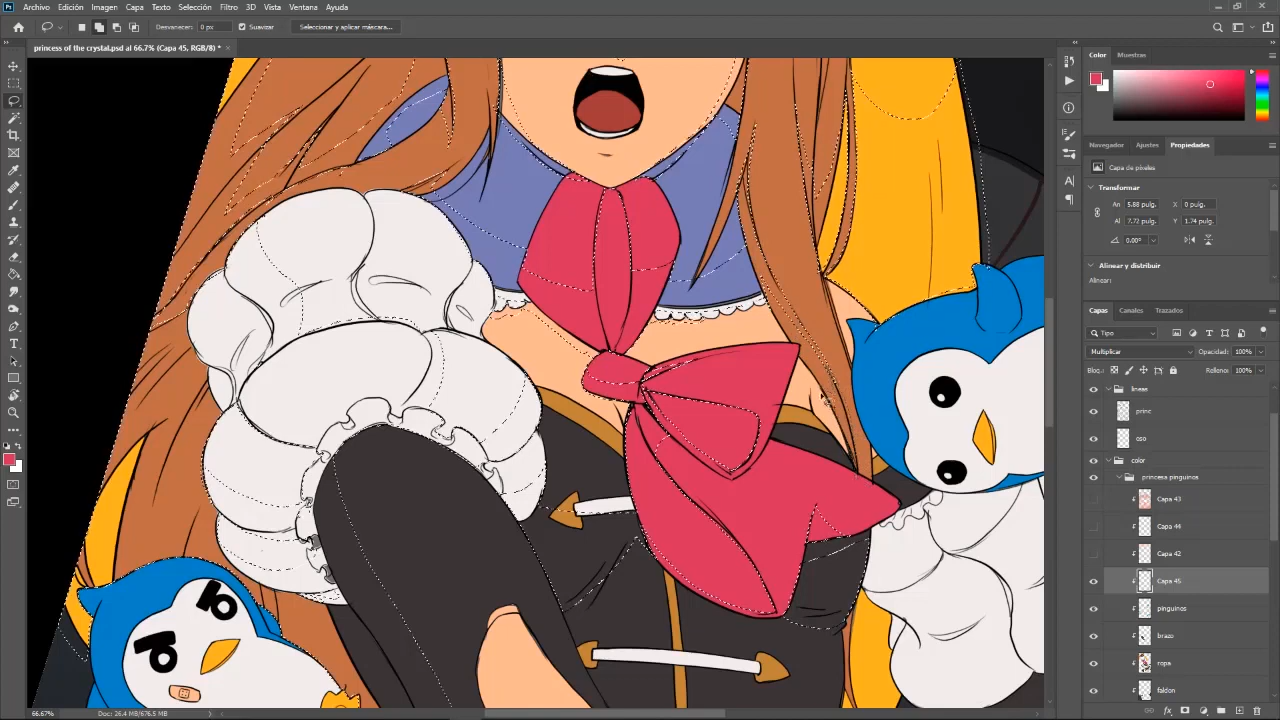 Archivo Edición Imagen Capa Texto Selección Filtro 3D Vista Ventana Ayuda
Desvanecer: 0 px Suavizar Seleccionar y aplicar máscara...
princess of the crystal.psd al 66.7% (Capa 45, RGB/8) *
Color Muestras
Navegador Ajustes Propiedades
Capa de píxeles
Transformar
An 5.88 pulg. X 0 pulg.
Al 7.72 pulg. Y 1.74 pulg.
0.00°
Alinear y distribuir
Alinear:
Capas Canales Trazados
Tipo
Multiplicar Opacidad: 100%
Bloq.: Relleno: 100%
lineas
princ
oso
color
princesa pinguinos
Capa 43
Capa 44
Capa 42
Capa 45
pinguinos
brazo
ropa
faldon
66.67% Doc: 26.4 MB/676.5 MB